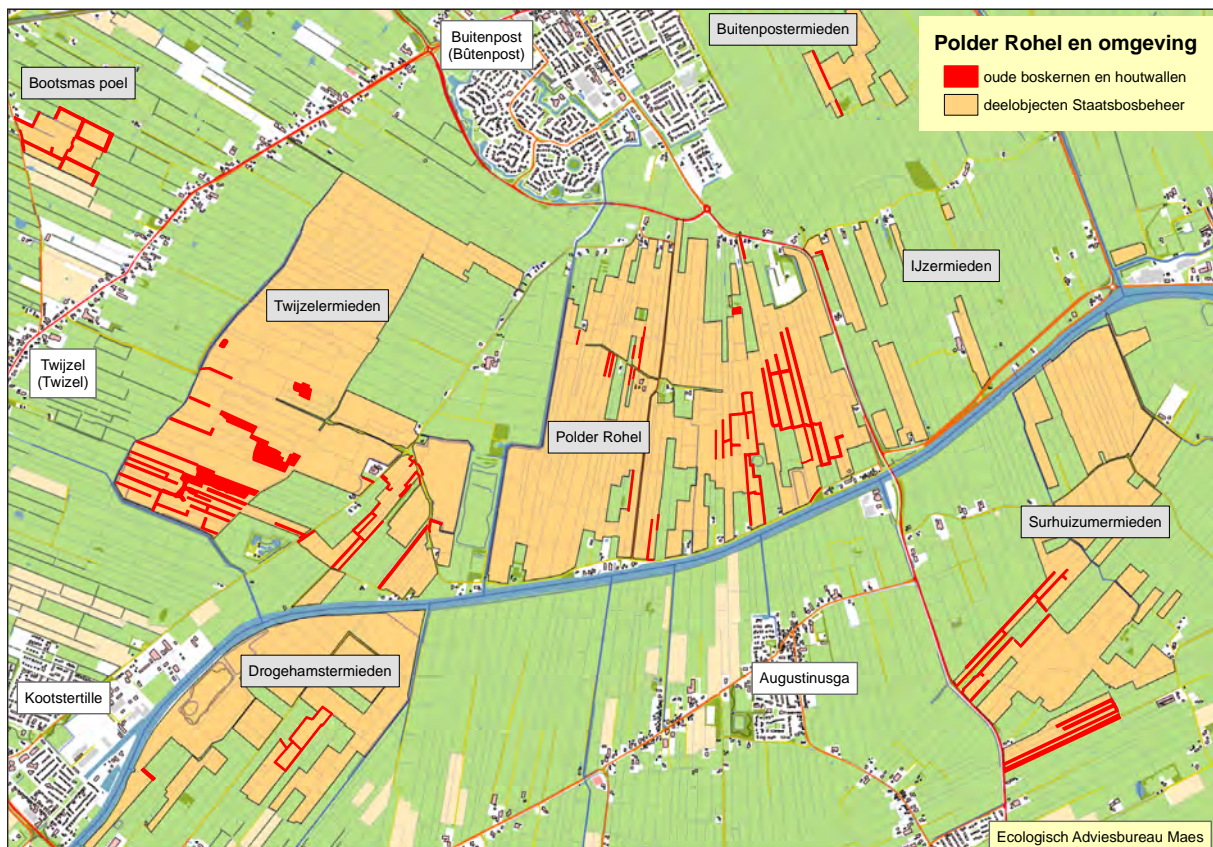 Buitenpost
(Bûtenpost)
Buitenpostermieden
Polder Rohel en omgeving
oude boskernen en houtwallen
deelobjecten Staatsbosbeheer
Bootsmas poel
IJzermieden
Twijzelermieden
Twijzel
(Twizel)
Polder Rohel
Surhuizumermieden
Drogehamstermieden
Augustinusga
Kootstertille
Ecologisch Adviesbureau Maes